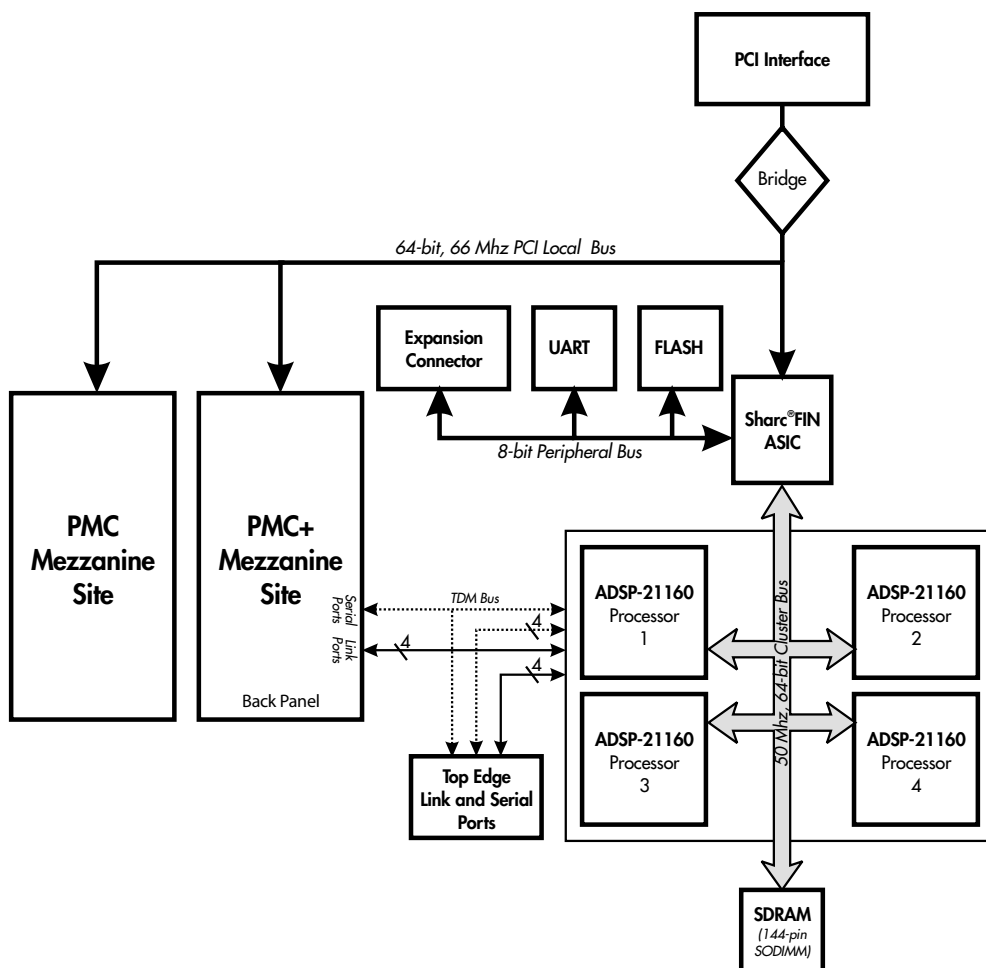 PCI Interface
Bridge
64-bit, 66 Mhz PCI Local Bus
Expansion
Connector
UART
FLASH
Sharc®FIN
ASIC
8-bit Peripheral Bus
PMC
Mezzanine
Site
PMC+
Mezzanine
Site
Serial
Ports
Link
Ports
Back Panel
TDM Bus
4
4
4
Top Edge
Link and Serial
Ports
ADSP-21160
Processor
1
ADSP-21160
Processor
2
ADSP-21160
Processor
3
ADSP-21160
Processor
4
50 Mhz, 64-bit Cluster Bus
SDRAM
(144-pin
SODIMM)